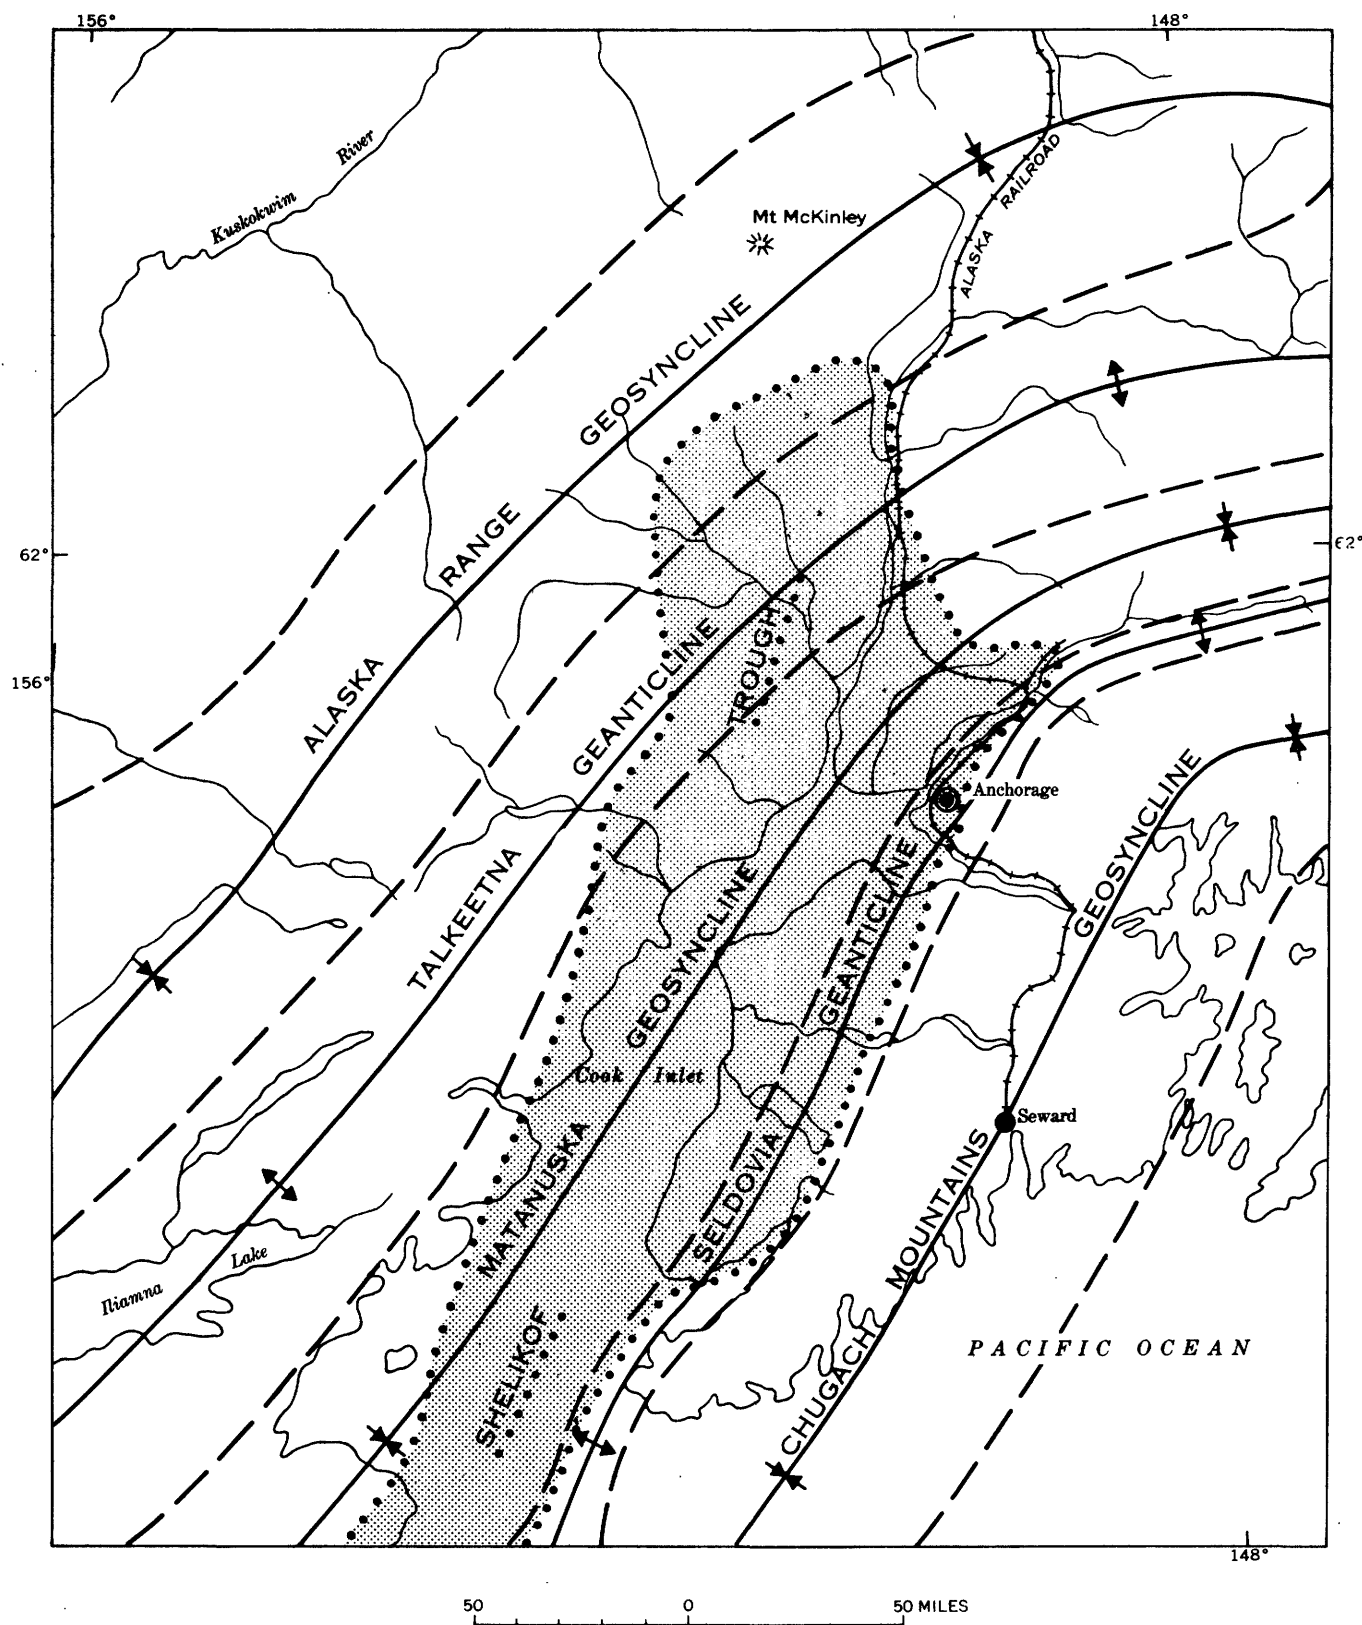 156°
148°
Kuskokwim River
Mt McKinley
ALASKA RAILROAD
ALASKA RANGE GEOSYNCLINE
62°
62°
156°
TALKEETNA GEANTICLINE
SHELIKOF TROUGH
MATANUSKA GEOSYNCLINE
SELDOVIA GEANTICLINE
CHUGACH MOUNTAINS GEOSYNCLINE
Anchorage
Cook Inlet
Seward
Iliamna Lake
PACIFIC OCEAN
148°
50 0 50 MILES